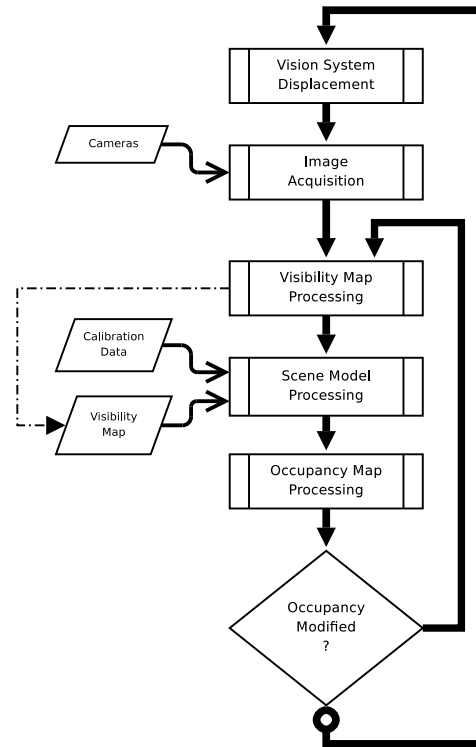 Vision System
Displacement
Cameras
Image
Acquisition
Visibility Map
Processing
Calibration
Data
Scene Model
Processing
Visibility
Map
Occupancy Map
Processing
Occupancy
Modified
?